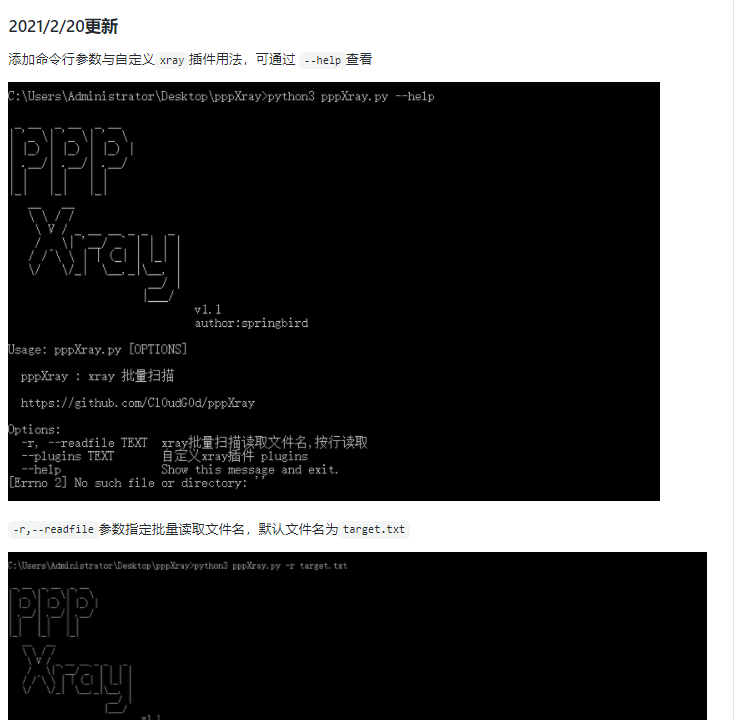 2021/2/20更新
添加命令行参数与自定义 xray 插件用法，可通过 --help 查看
C:\Users\Administrator\Desktop\pppXray>python3 pppXray.py --help
ppp
Xray
v1.1
author:springbird
Usage: pppXray.py [OPTIONS]
pppXray : xray 批量扫描
https://github.com/Cl0udG0d/pppXray
Options:
-r, --readfile TEXT  xray批量扫描读取文件名,按行读取
--plugins TEXT  自定义xray插件 plugins
--help  Show this message and exit.
[Errno 2] No such file or directory: ''
-r,--readfile 参数指定批量读取文件名，默认文件名为 target.txt
C:\Users\Administrator\Desktop\pppXray>python3 pppXray.py -r target.txt
ppp
Xray